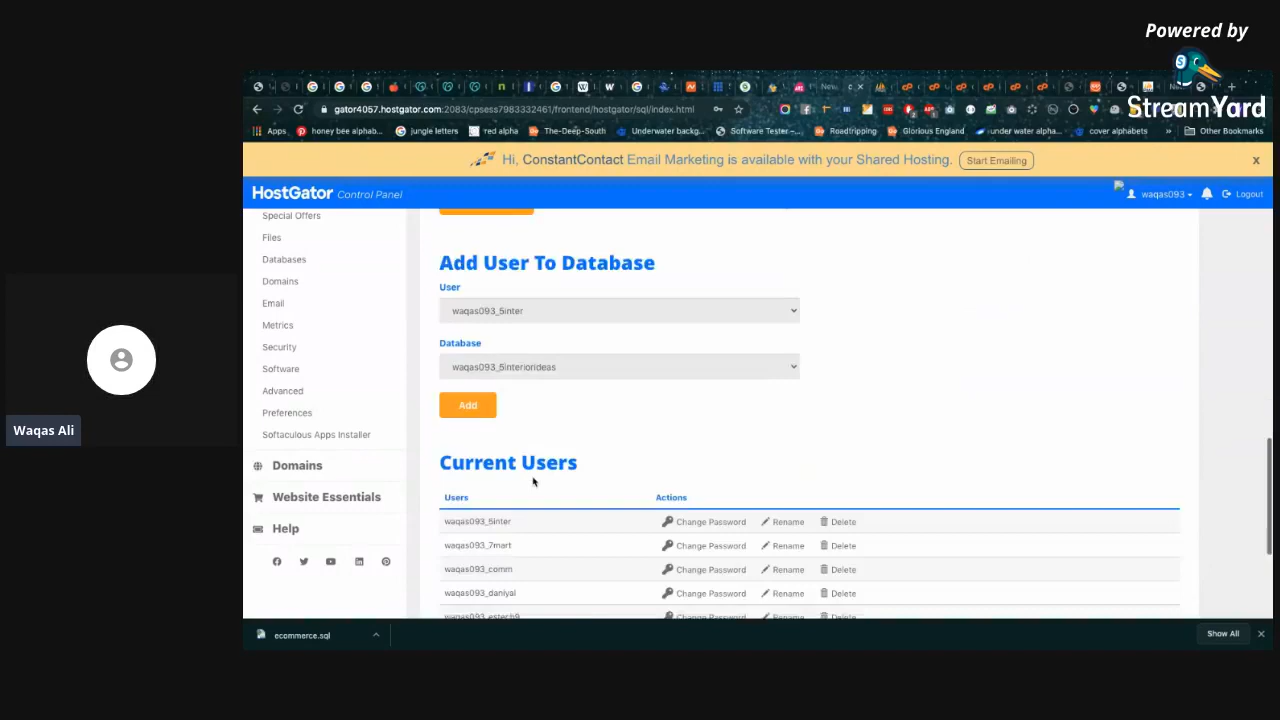 Powered by
StreamYard
gator4057.hostgator.com:2083/cpsess7983332461/frontend/hostgator/sql/index.html
Apps
honey bee alphab...
jungle letters
red alpha
The-Deep-South
Underwater backg...
Software Tester –...
Roadtripping
Glorious England
under water alpha...
cover alphabets
»
Other Bookmarks
Hi, ConstantContact Email Marketing is available with your Shared Hosting.
Start Emailing
x
HostGator Control Panel
waqas093
Logout
Special Offers
Files
Databases
Domains
Email
Metrics
Security
Software
Advanced
Preferences
Softaculous Apps Installer
Domains
Website Essentials
Help
Add User To Database
User
waqas093_5inter
Database
waqas093_5interiorideas
Add
Current Users
Users Actions
waqas093_5inter Change Password Rename Delete
waqas093_7mart Change Password Rename Delete
waqas093_comm Change Password Rename Delete
waqas093_daniyal Change Password Rename Delete
waqas093_estech9 Change Password Rename Delete
Waqas Ali
ecommerce.sql
Show All